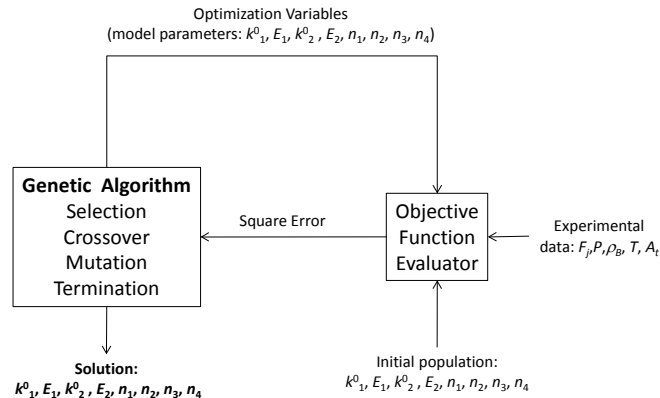 Optimization Variables
(model parameters: k⁰₁, E₁, k⁰₂ , E₂, n₁, n₂, n₃, n₄)
Genetic Algorithm
Selection
Crossover
Mutation
Termination
Square Error
Objective
Function
Evaluator
Experimental
data: Fⱼ,P,ρ_B, T, Aₜ
Solution:
k⁰₁, E₁, k⁰₂ , E₂, n₁, n₂, n₃, n₄
Initial population:
k⁰₁, E₁, k⁰₂ , E₂, n₁, n₂, n₃, n₄